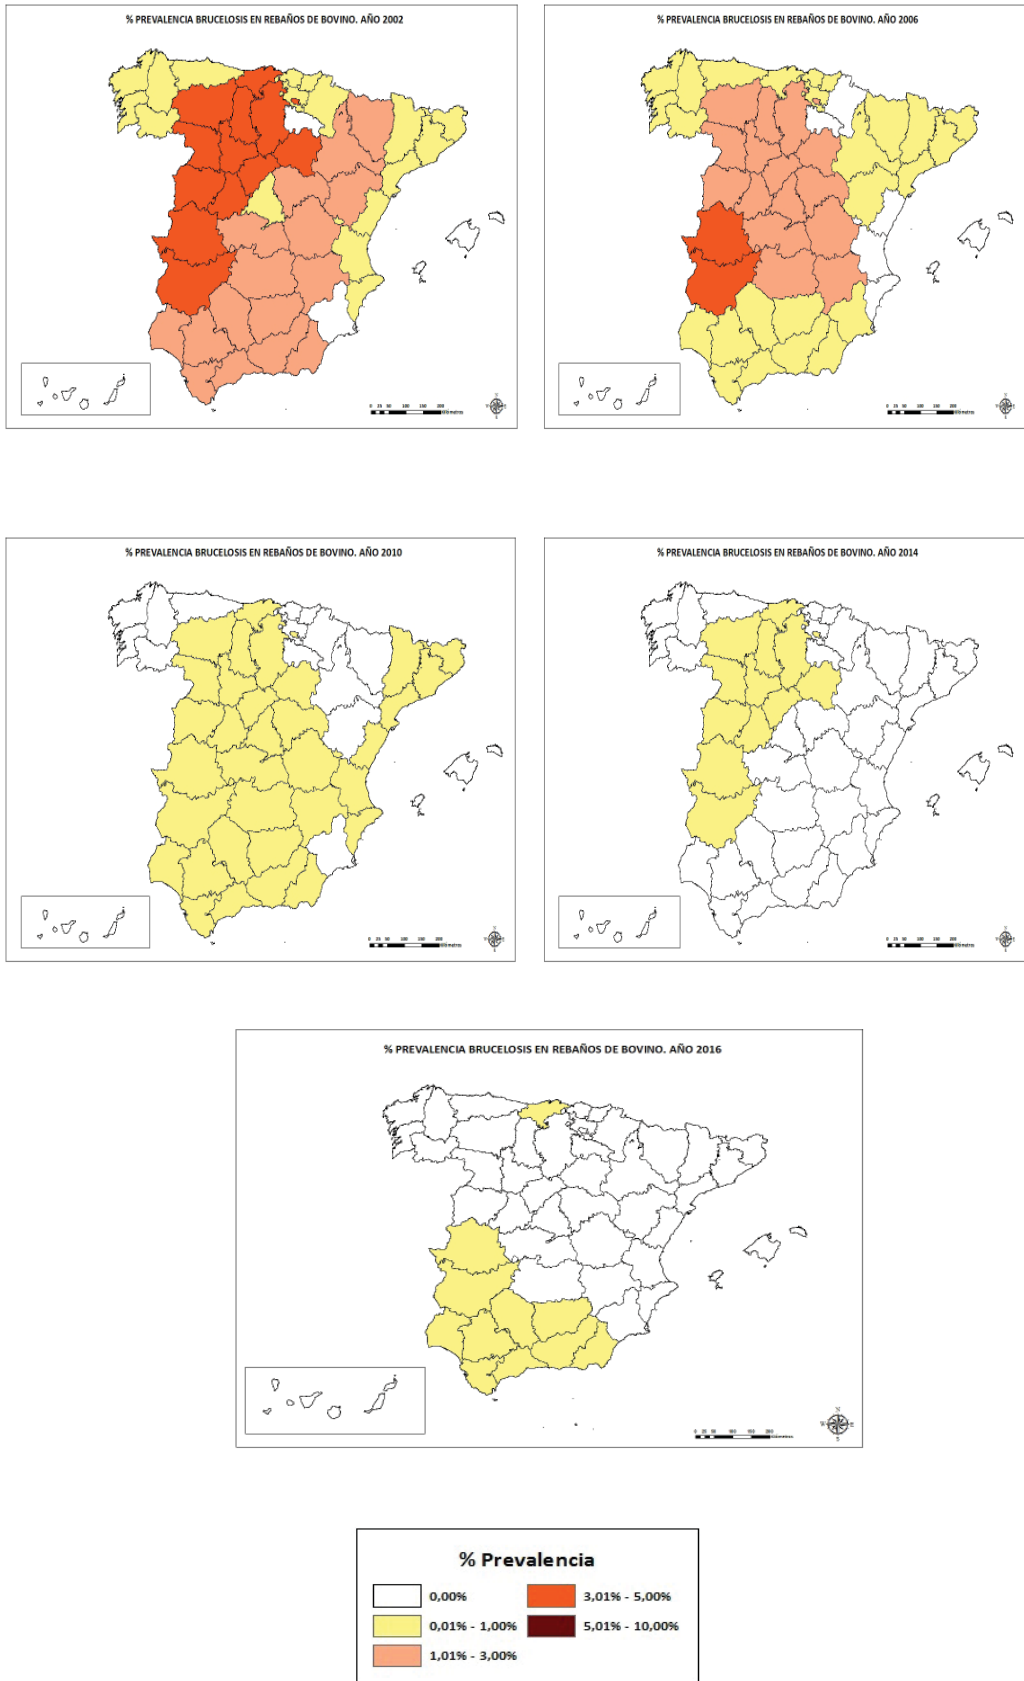 % PREVALENCIA BRUCELOSIS EN REBAÑOS DE BOVINO. AÑO 2002
% PREVALENCIA BRUCELOSIS EN REBAÑOS DE BOVINO. AÑO 2006
% PREVALENCIA BRUCELOSIS EN REBAÑOS DE BOVINO. AÑO 2010
% PREVALENCIA BRUCELOSIS EN REBAÑOS DE BOVINO. AÑO 2014
% PREVALENCIA BRUCELOSIS EN REBAÑOS DE BOVINO. AÑO 2016
N
W E
S
% Prevalencia
0,00%
3,01% - 5,00%
0,01% - 1,00%
5,01% - 10,00%
1,01% - 3,00%